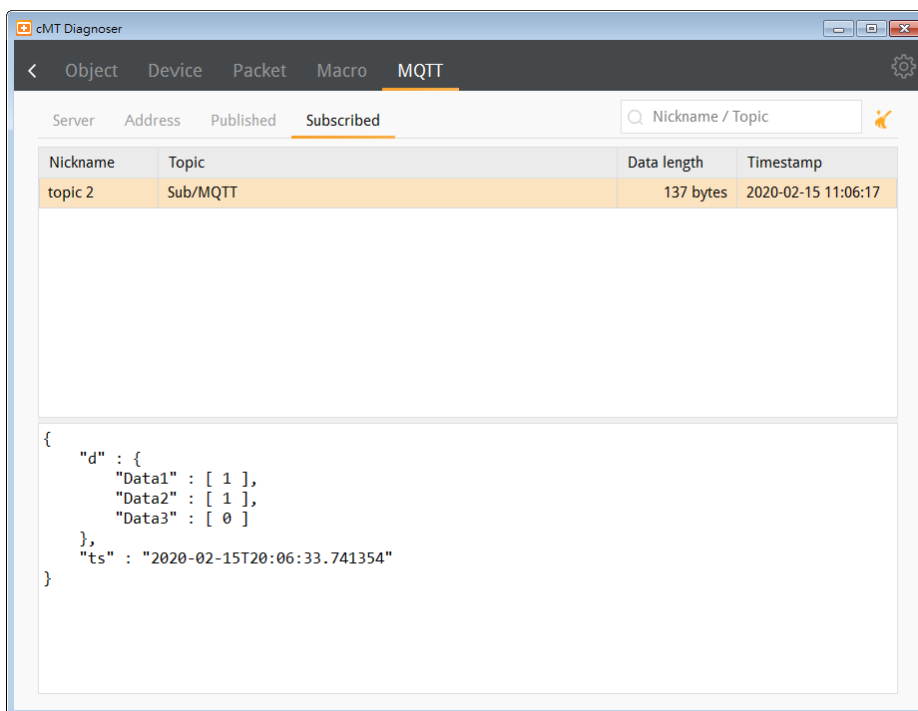 cMT Diagnoser
Object Device Packet Macro MQTT
Server Address Published Subscribed Nickname / Topic
Nickname Topic Data length Timestamp
topic 2 Sub/MQTT 137 bytes 2020-02-15 11:06:17
{
    "d" : {
        "Data1" : [ 1 ],
        "Data2" : [ 1 ],
        "Data3" : [ 0 ]
    },
    "ts" : "2020-02-15T20:06:33.741354"
}